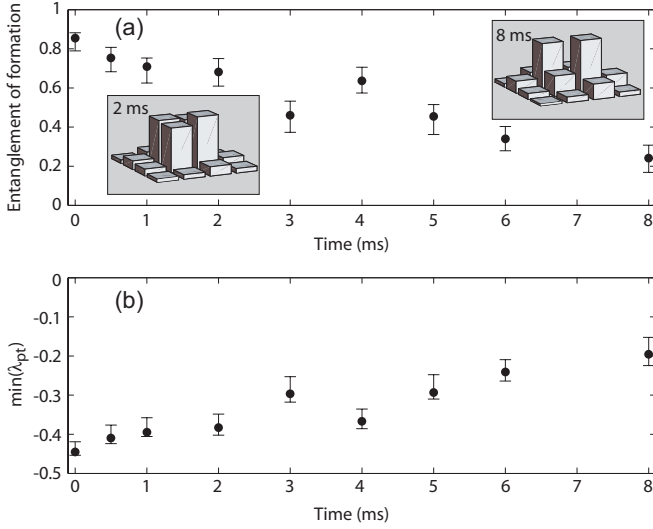 (a)
Entanglement of formation
1
0.8
0.6
0.4
0.2
0
2 ms
8 ms
0 1 2 3 4 5 6 7 8
Time (ms)
(b)
min(λpt)
0
-0.1
-0.2
-0.3
-0.4
-0.5
0 1 2 3 4 5 6 7 8
Time (ms)